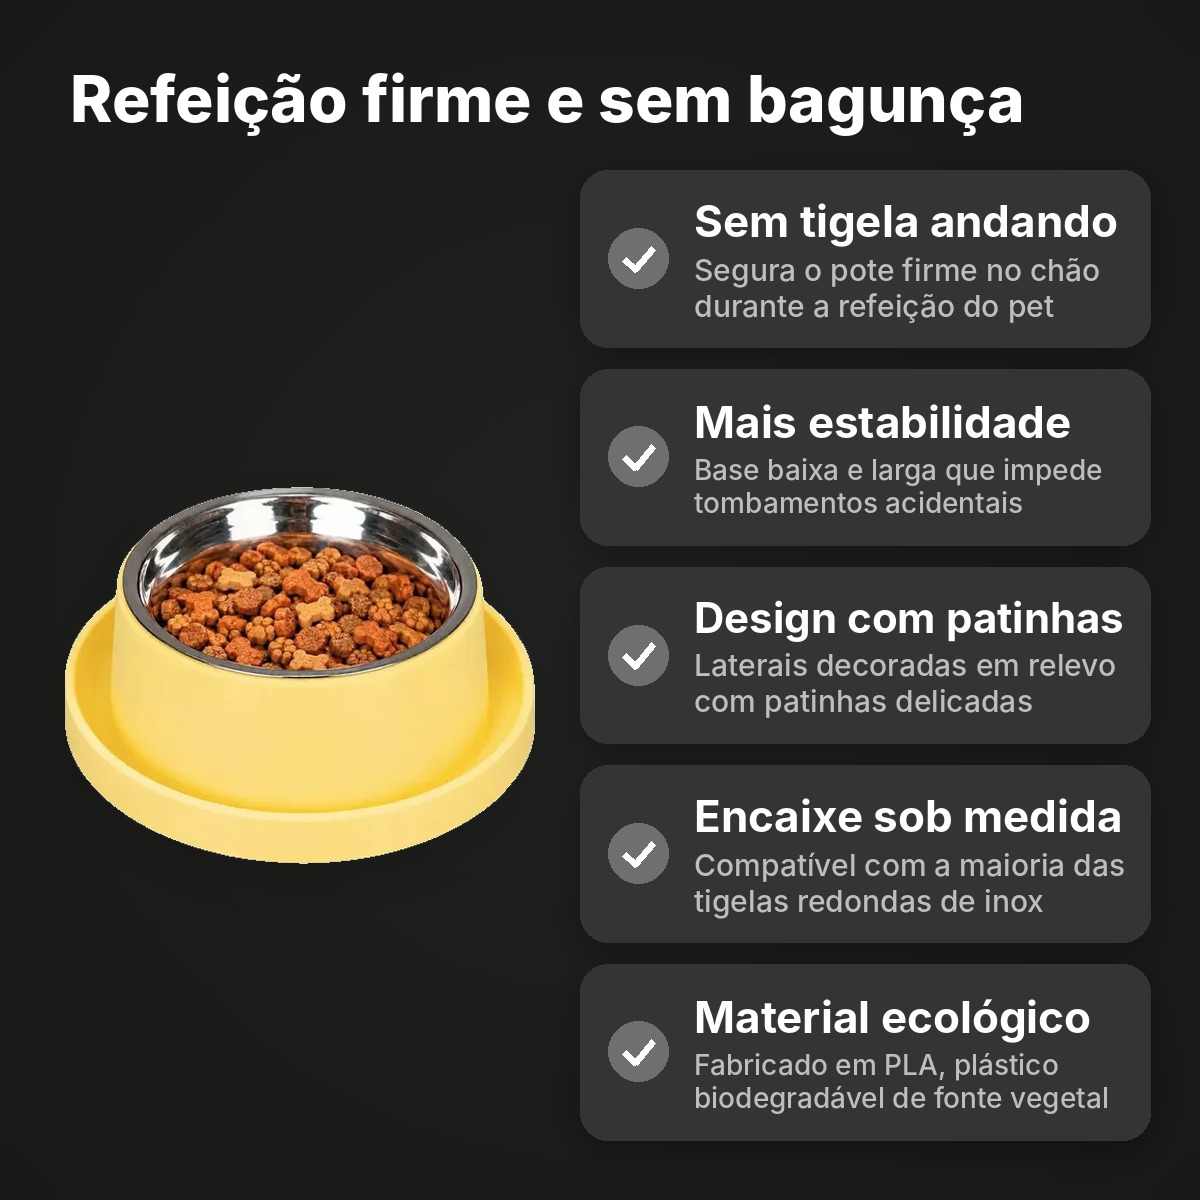 Refeição firme e sem bagunça
Sem tigela andando
Segura o pote firme no chão
durante a refeição do pet
Mais estabilidade
Base baixa e larga que impede
tombamentos acidentais
Design com patinhas
Laterais decoradas em relevo
com patinhas delicadas
Encaixe sob medida
Compatível com a maioria das
tigelas redondas de inox
Material ecológico
Fabricado em PLA, plástico
biodegradável de fonte vegetal